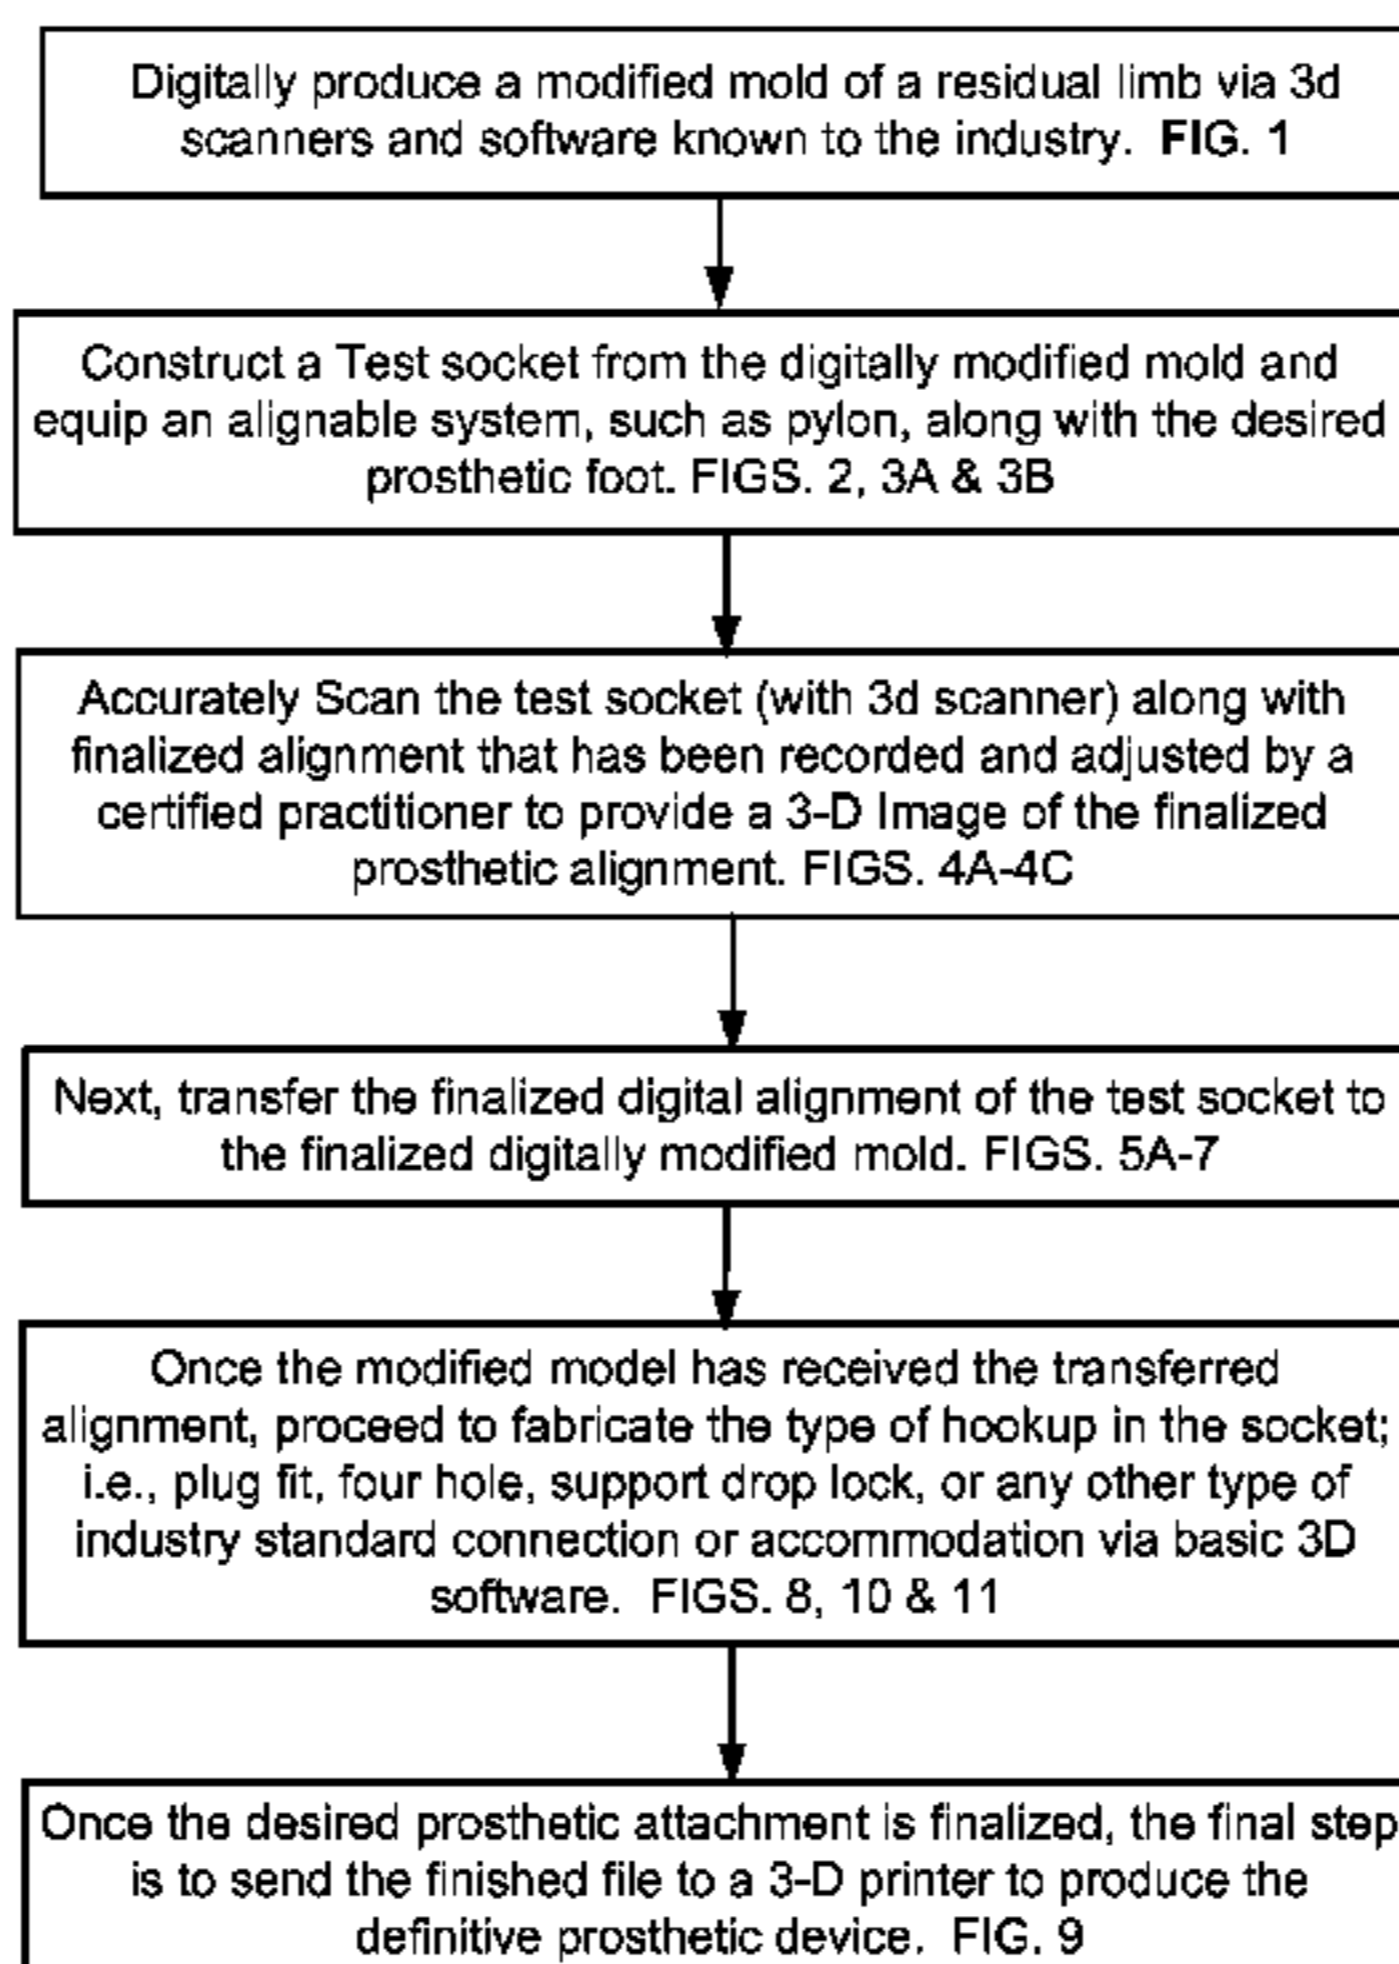 Digitally produce a modified mold of a residual limb via 3d
scanners and software known to the industry. FIG. 1
Construct a Test socket from the digitally modified mold and
equip an alignable system, such as pylon, along with the desired
prosthetic foot. FIGS. 2, 3A & 3B
Accurately Scan the test socket (with 3d scanner) along with
finalized alignment that has been recorded and adjusted by a
certified practitioner to provide a 3-D Image of the finalized
prosthetic alignment. FIGS. 4A-4C
Next, transfer the finalized digital alignment of the test socket to
the finalized digitally modified mold. FIGS. 5A-7
Once the modified model has received the transferred
alignment, proceed to fabricate the type of hookup in the socket;
i.e., plug fit, four hole, support drop lock, or any other type of
industry standard connection or accommodation via basic 3D
software. FIGS. 8, 10 & 11
Once the desired prosthetic attachment is finalized, the final step
is to send the finished file to a 3-D printer to produce the
definitive prosthetic device. FIG. 9